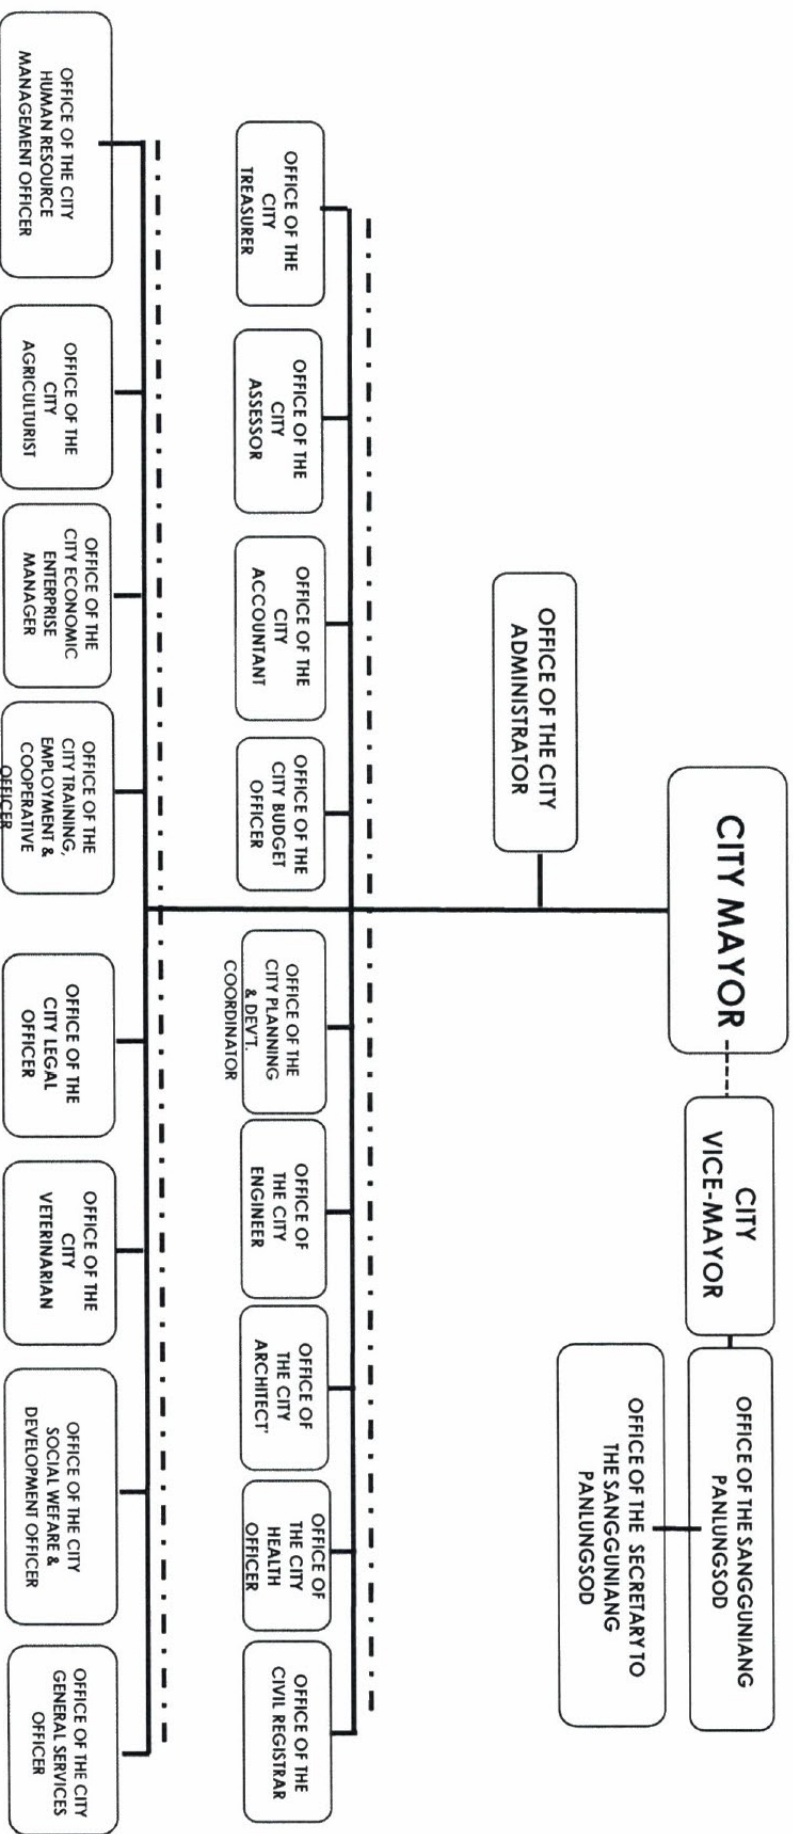 CITY MAYOR
CITY
VICE-MAYOR
OFFICE OF THE SANGGUNIANG
PANLUNGSOD
OFFICE OF THE SECRETARY TO
THE SANGGUNIANG
PANLUNGSOD
OFFICE OF THE CITY
ADMINISTRATOR
OFFICE OF THE
CITY
TREASURER
OFFICE OF THE
CITY
ASSESSOR
OFFICE OF THE
CITY
ACCOUNTANT
OFFICE OF THE
CITY BUDGET
OFFICER
OFFICE OF THE
CITY PLANNING
& DEV'T.
COORDINATOR
OFFICE OF
THE CITY
ENGINEER
OFFICE OF
THE CITY
ARCHITECT'
OFFICE OF
THE CITY
HEALTH
OFFICER
OFFICE OF THE
CIVIL REGISTRAR
OFFICE OF THE CITY
HUMAN RESOURCE
MANAGEMENT OFFICER
OFFICE OF THE
CITY
AGRICULTURIST
OFFICE OF THE
CITY ECONOMIC
ENTERPRISE
MANAGER
OFFICE OF THE
CITY TRAINING,
EMPLOYMENT &
COOPERATIVE
OFFICER
OFFICE OF THE
CITY LEGAL
OFFICER
OFFICE OF THE
CITY
VETERINARIAN
OFFICE OF THE CITY
SOCIAL WEFARE &
DEVELOPMENT OFFICER
OFFICE OF THE CITY
GENERAL SERVICES
OFFICER